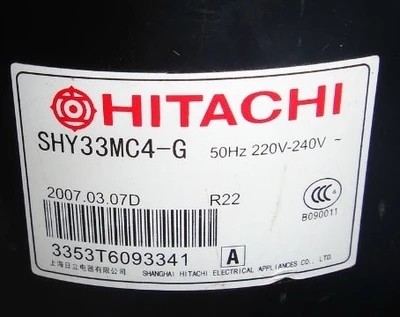 HITACHI
SHY33MC4-G 50Hz 220V-240V ~
2007.03.07D R22
CCC
B090011
3353T6093341 A
上海日立电器有限公司 SHANGHAI HITACHI ELECTRICAL APPLIANCES CO., LTD.